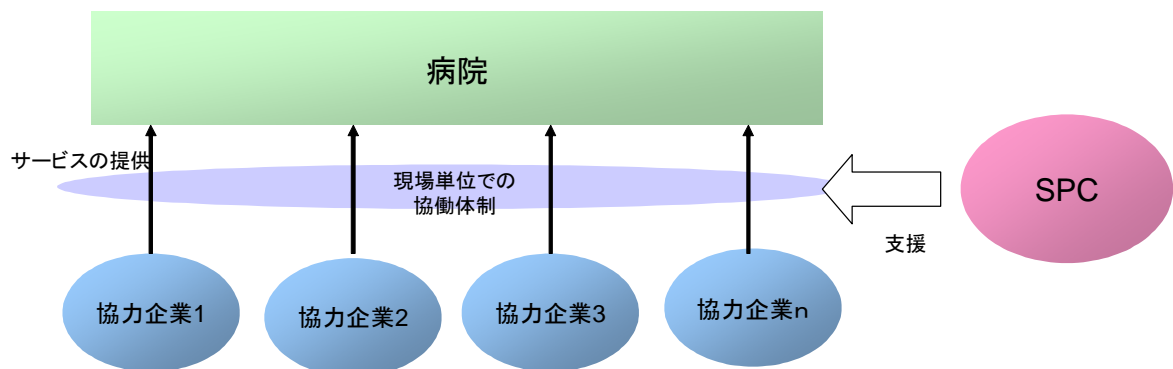 病院
サービスの提供
現場単位での
協働体制
SPC
支援
協力企業1
協力企業2
協力企業3
協力企業n